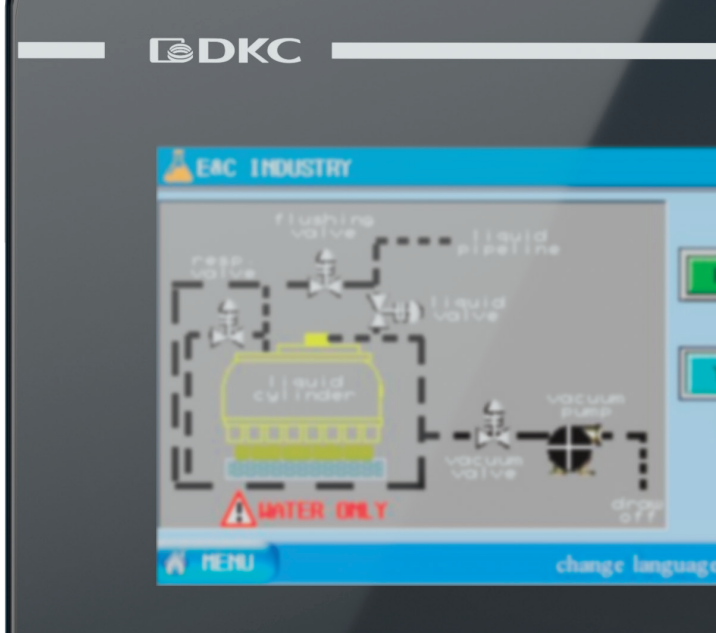 DKC
E&C INDUSTRY
flushing
valve
liquid
pipeline
resp.
valve
liquid
valve
liquid
cylinder
vacuum
pump
vacuum
valve
draw
off
WATER ONLY
MENU
change language